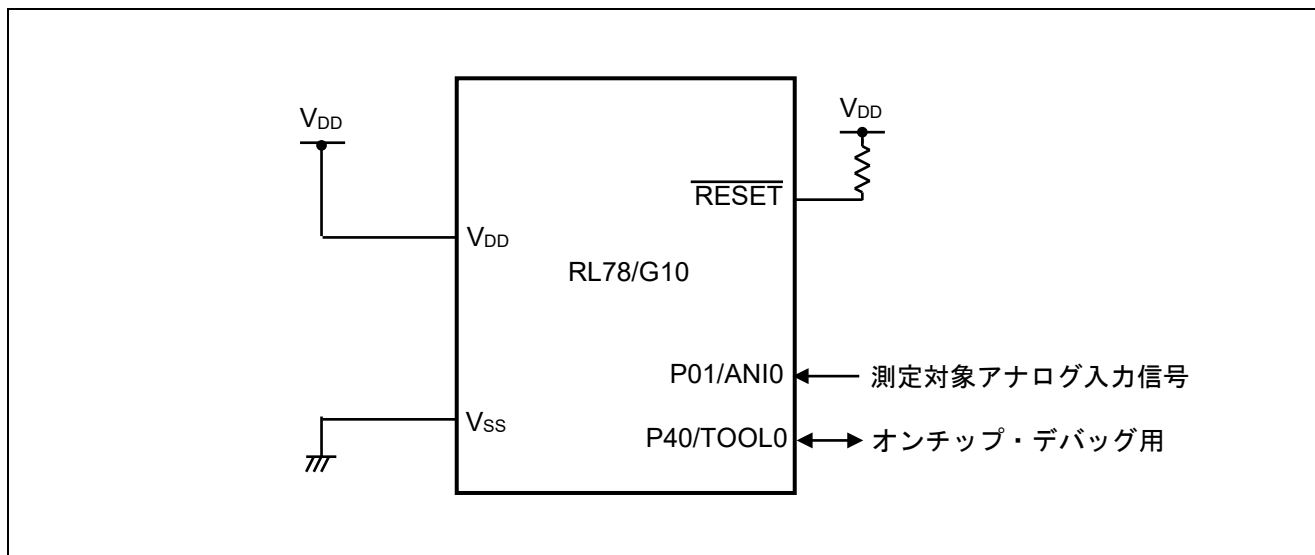 VDD
VDD
RESET
VDD
RL78/G10
P01/ANI0
測定対象アナログ入力信号
VSS
P40/TOOL0
オンチップ・デバッグ用